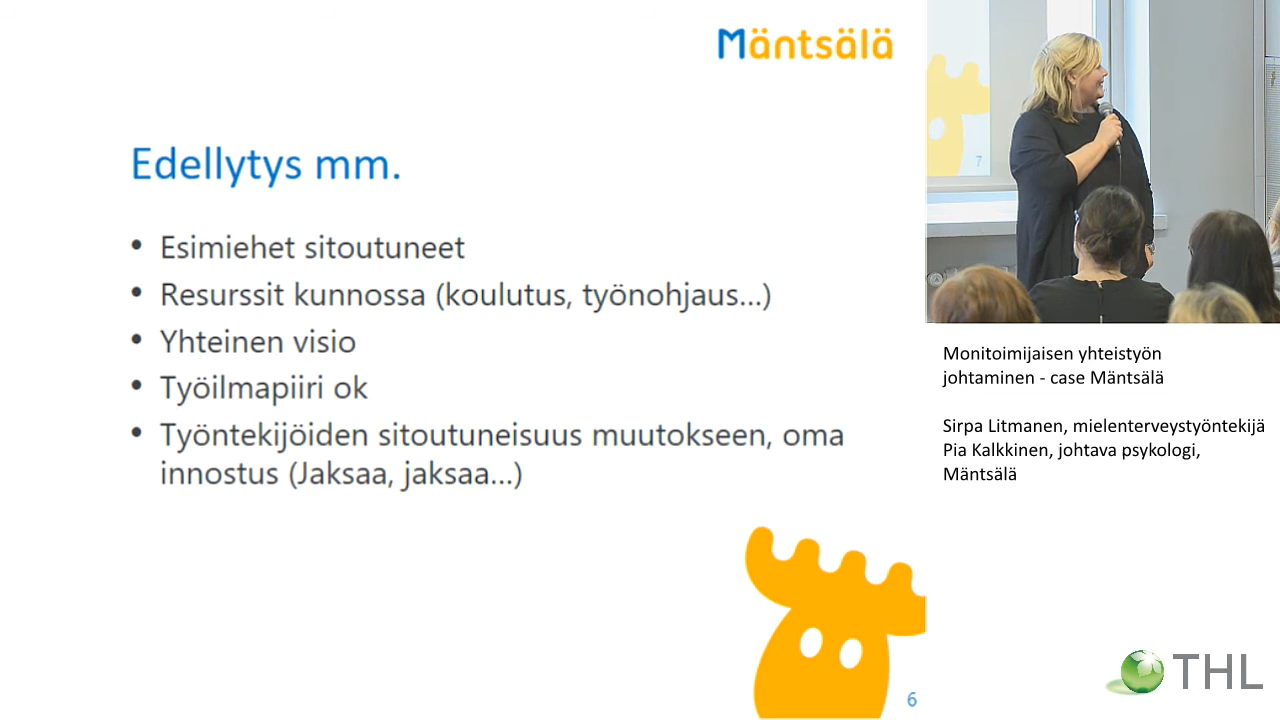 Mäntsälä
Edellytys mm.
• Esimiehet sitoutuneet
• Resurssit kunnossa (koulutus, työnohjaus...)
• Yhteinen visio
• Työilmapiiri ok
• Työntekijöiden sitoutuneisuus muutokseen, oma
innostus (Jaksaa, jaksaa...)
6
7
Monitoimijaisen yhteistyön
johtaminen - case Mäntsälä
Sirpa Litmanen, mielenterveystyöntekijä
Pia Kalkkinen, johtava psykologi,
Mäntsälä
THL